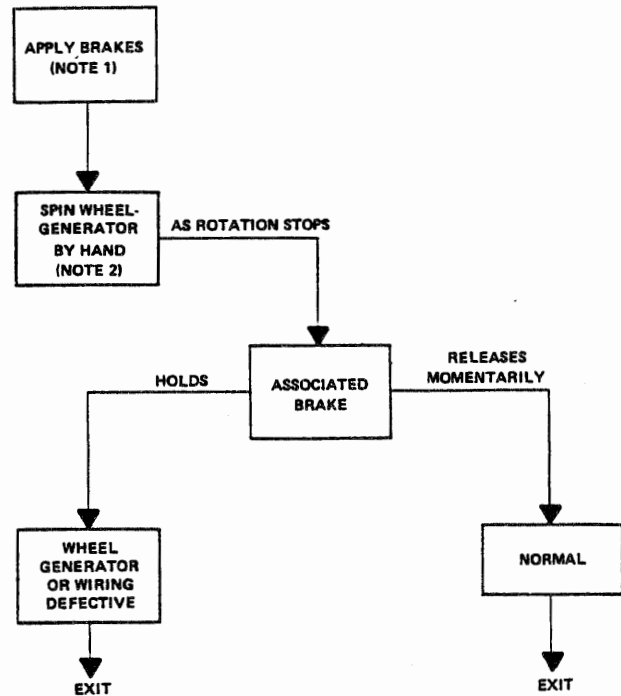 APPLY BRAKES
(NOTE 1)
SPIN WHEEL-
GENERATOR
BY HAND
(NOTE 2)
AS ROTATION STOPS
ASSOCIATED
BRAKE
HOLDS
RELEASES
MOMENTARILY
WHEEL
GENERATOR
OR WIRING
DEFECTIVE
NORMAL
EXIT
EXIT